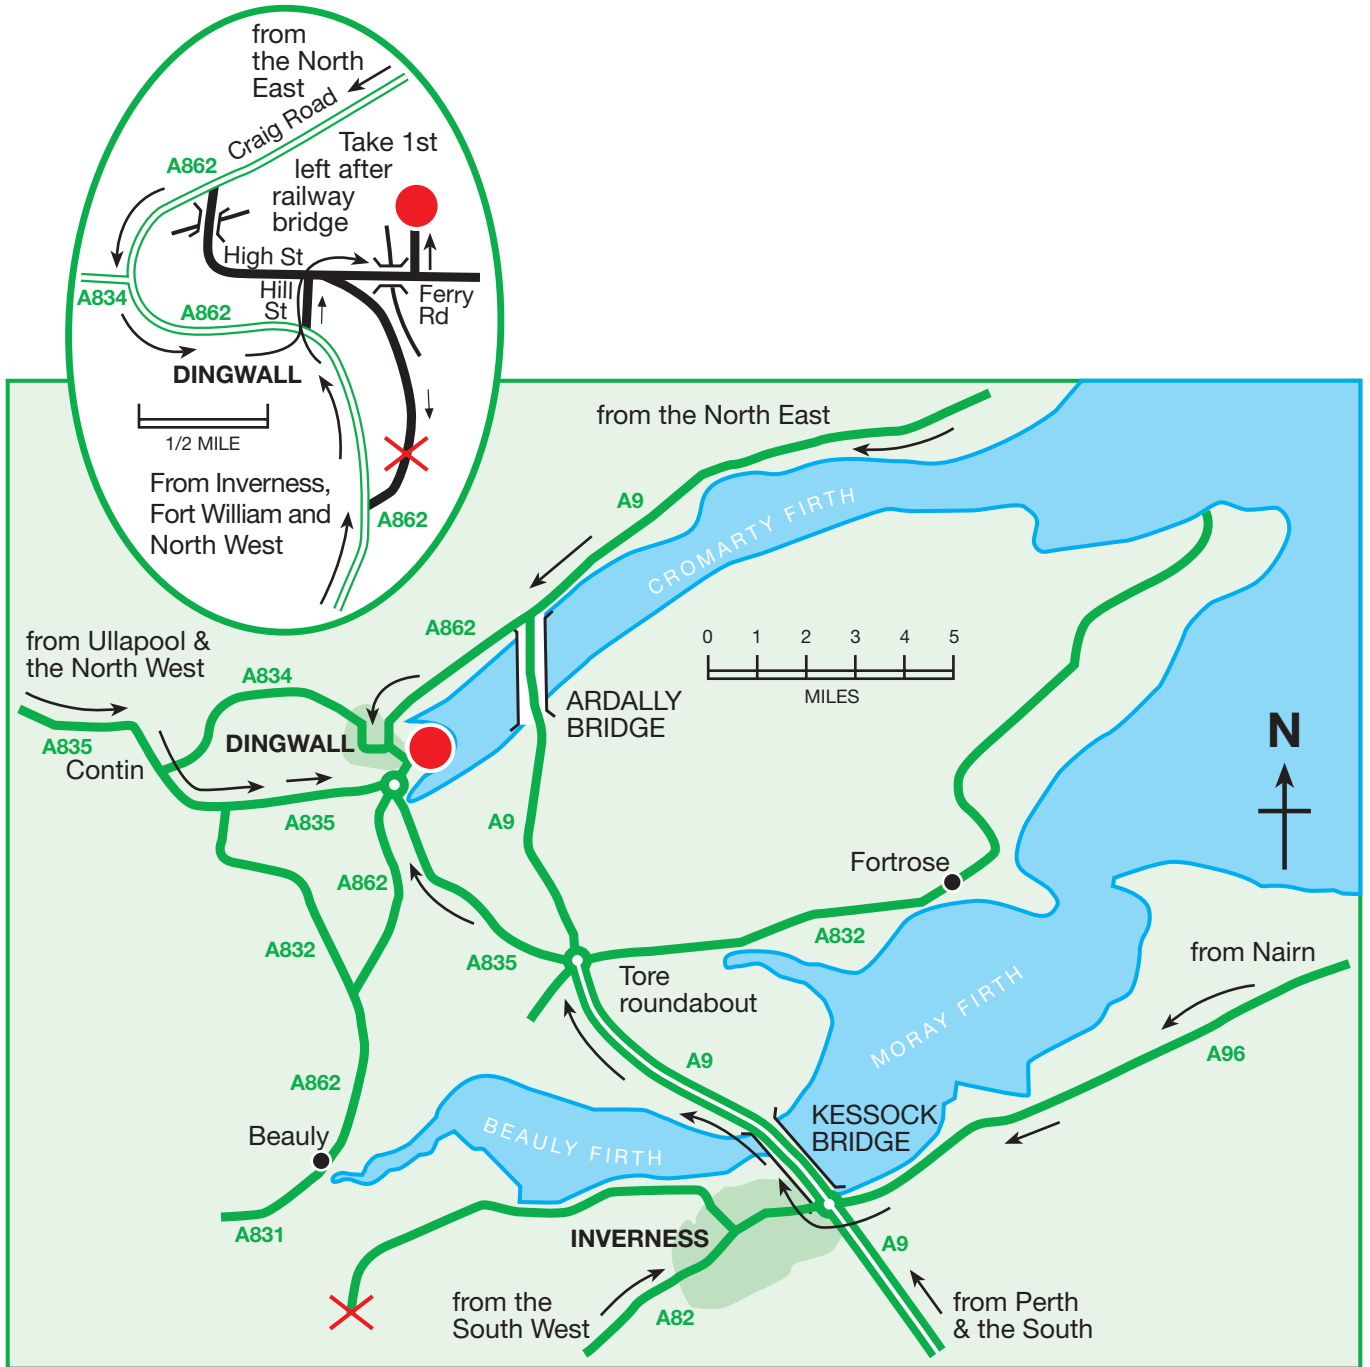 from
the North
East
Craig Road
A862
Take 1st
left after
railway
bridge
High St
A834
Hill
St
A862
Ferry
Rd
DINGWALL
1/2 MILE
From Inverness,
Fort William and
North West
A862
from the North East
A9
CROMARTY FIRTH
A862
from Ullapool &
the North West
A834
0 1 2 3 4 5
MILES
ARDALLY
BRIDGE
N
DINGWALL
A835
Contin
A835
A9
Fortrose
A862
A832
A835
A832
Tore
roundabout
from Nairn
MORAY FIRTH
A9
A96
A862
KESSOCK
BRIDGE
Beauly
BEAULY FIRTH
A831
INVERNESS
A9
from the
South West
A82
from Perth
& the South